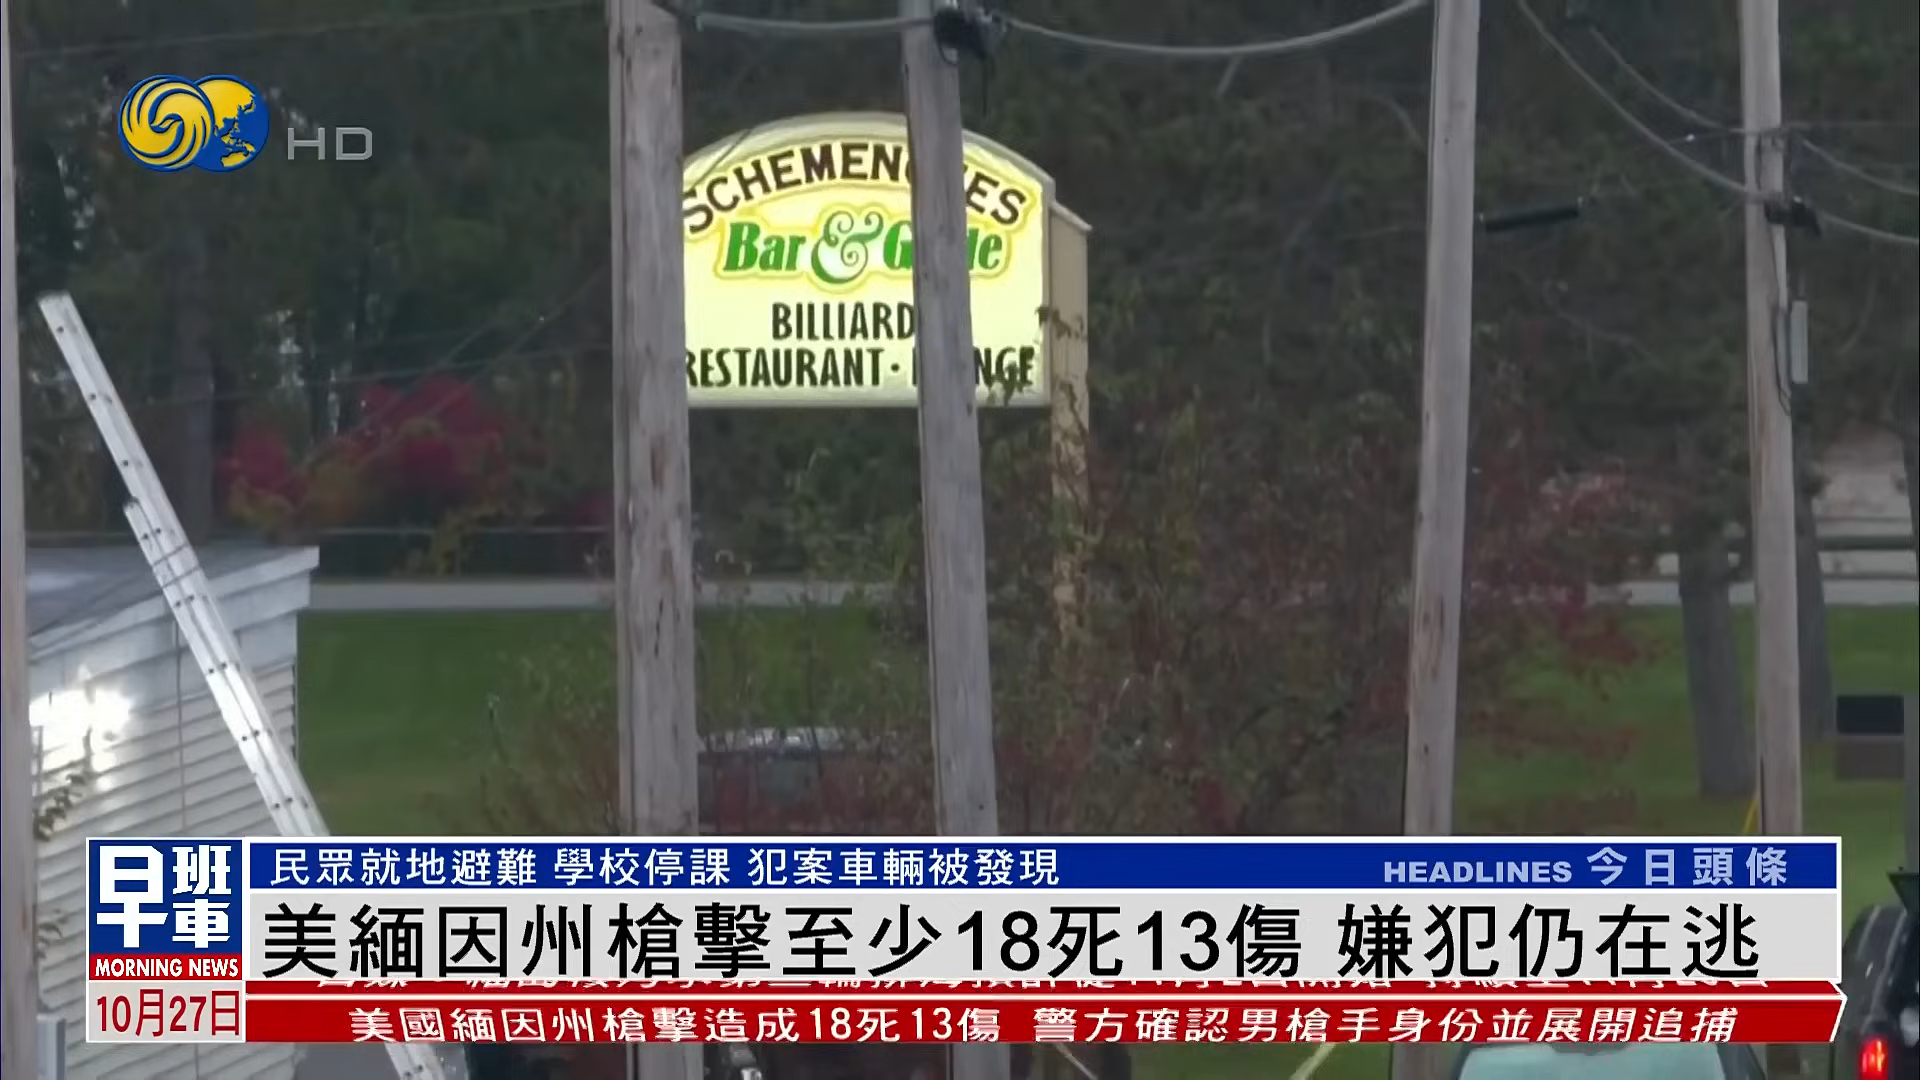 HD
SCHEMEN
ES
Bar &
BILLIARD
RESTAURANT ·
民眾就地避難 學校停課 犯案車輛被發現
HEADLINES 今日頭條
早班車
MORNING NEWS
美緬因州槍擊至少18死13傷 嫌犯仍在逃
10月27日
美國緬因州槍擊造成18死13傷 警方確認男槍手身份並展開追捕